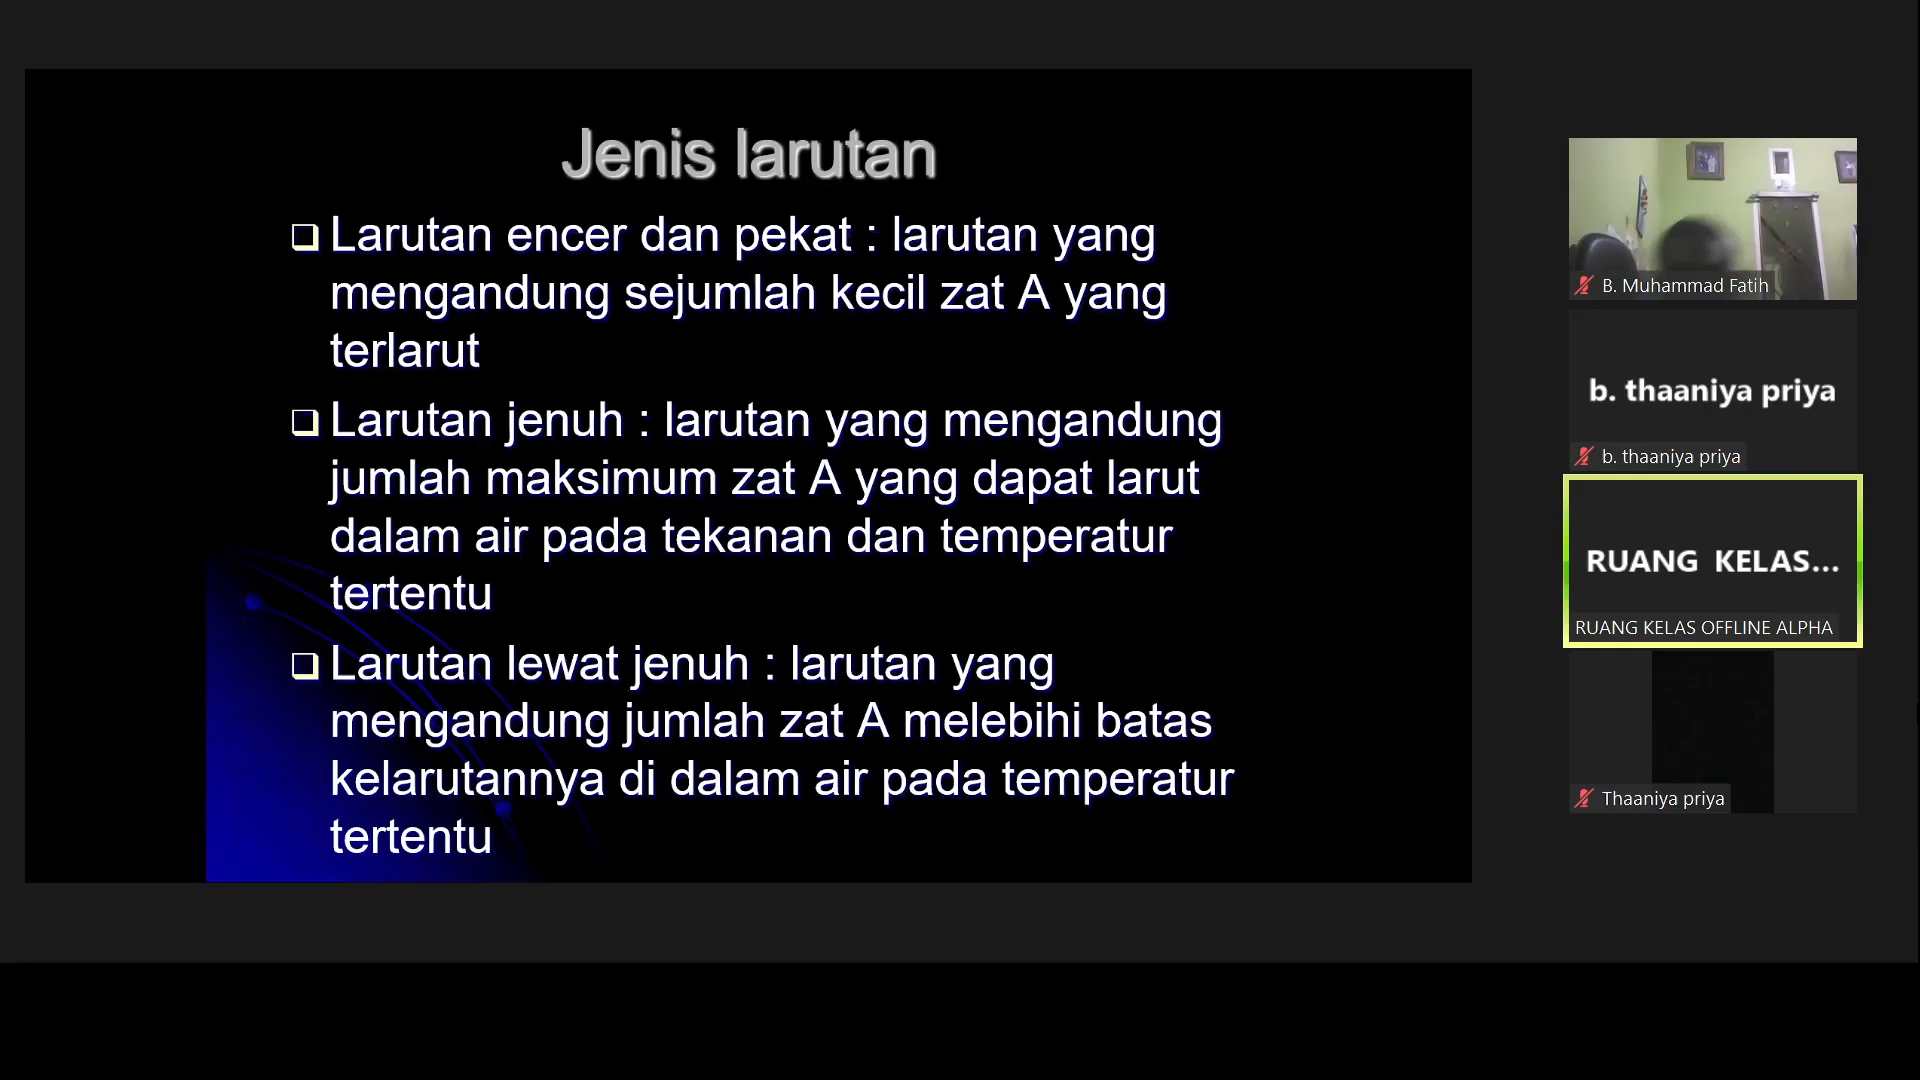 Jenis larutan
Larutan encer dan pekat : larutan yang
mengandung sejumlah kecil zat A yang
terlarut
Larutan jenuh : larutan yang mengandung
jumlah maksimum zat A yang dapat larut
dalam air pada tekanan dan temperatur
tertentu
Larutan lewat jenuh : larutan yang
mengandung jumlah zat A melebihi batas
kelarutannya di dalam air pada temperatur
tertentu
B. Muhammad Fatih
b. thaaniya priya
b. thaaniya priya
RUANG KELAS...
RUANG KELAS OFFLINE ALPHA
Thaaniya priya